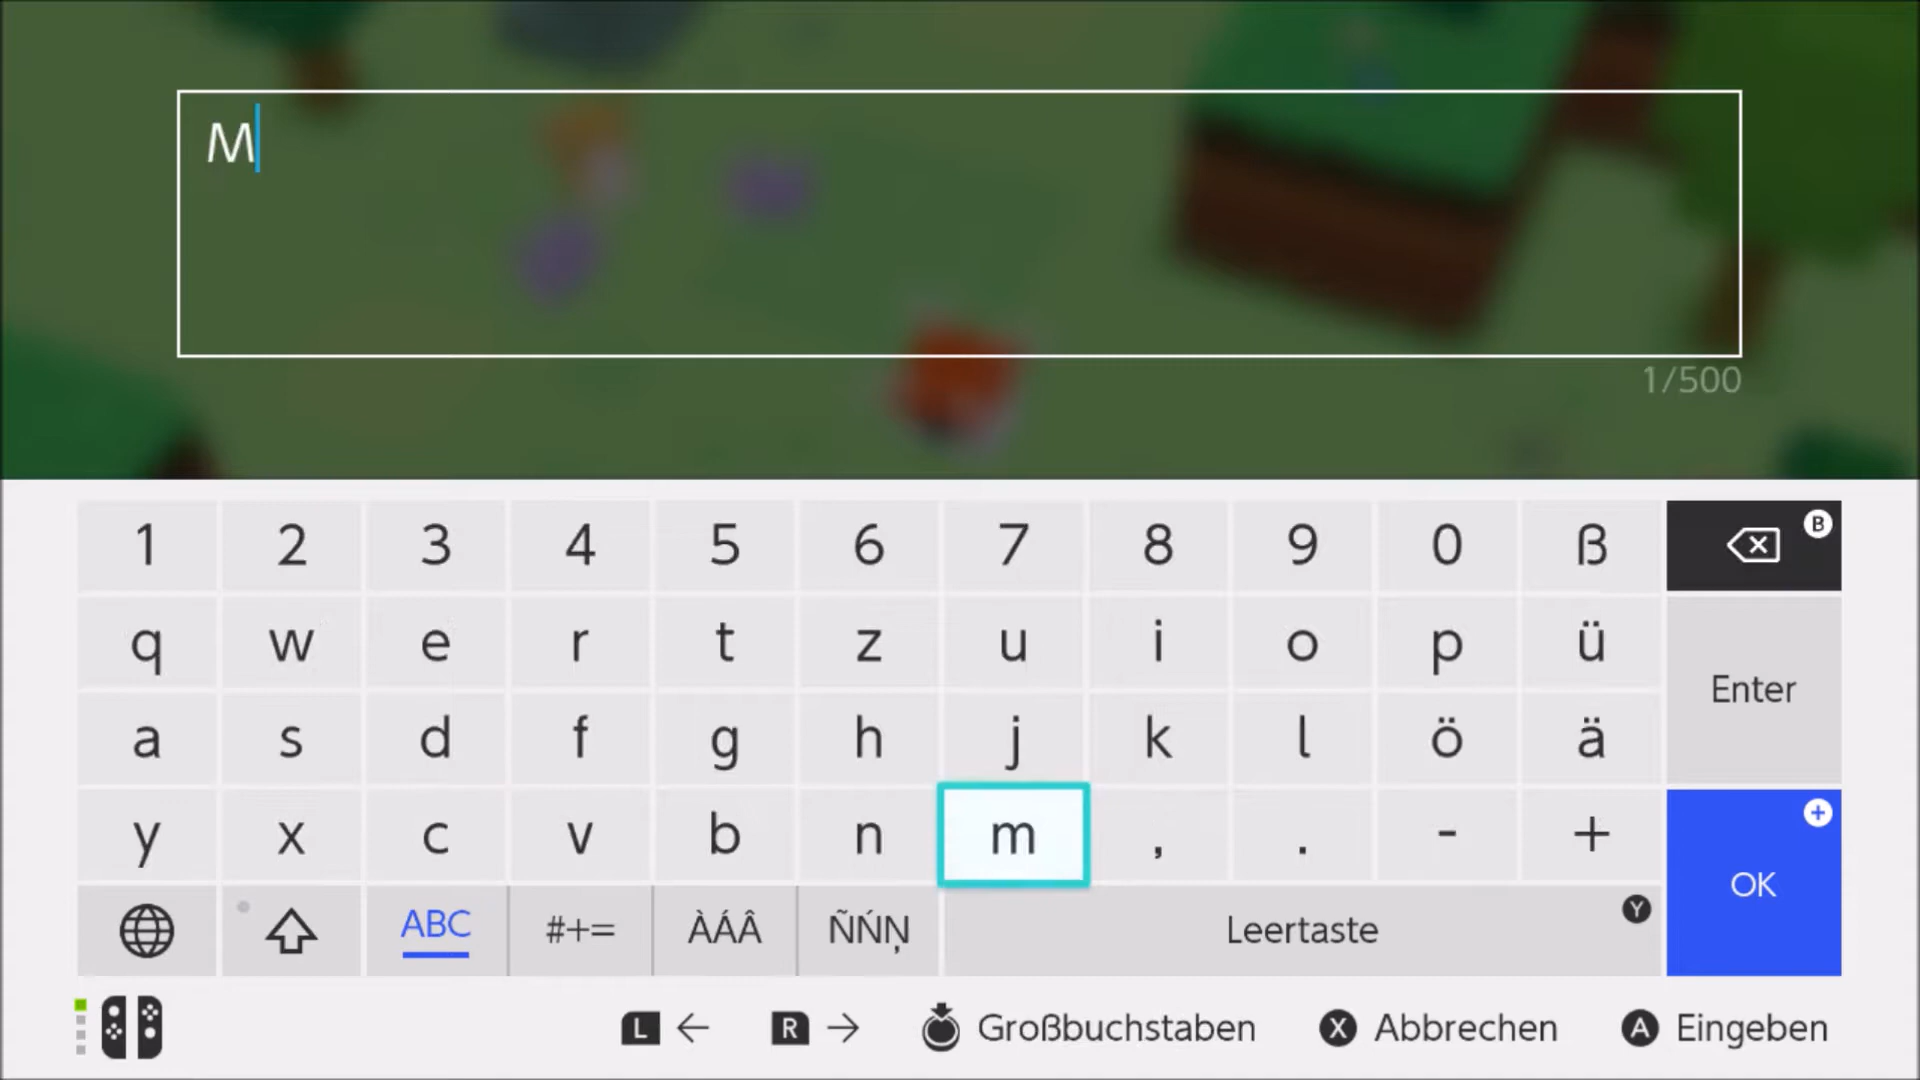 M
1/500
1 2 3 4 5 6 7 8 9 0 ß B
q w e r t z u i o p ü
Enter
a s d f g h j k l ö ä
y x c v b n m , . - +
ABC #+= ÀÁÂ ÑŃŅ Leertaste Y
+
OK
L ← R → Großbuchstaben X Abbrechen A Eingeben